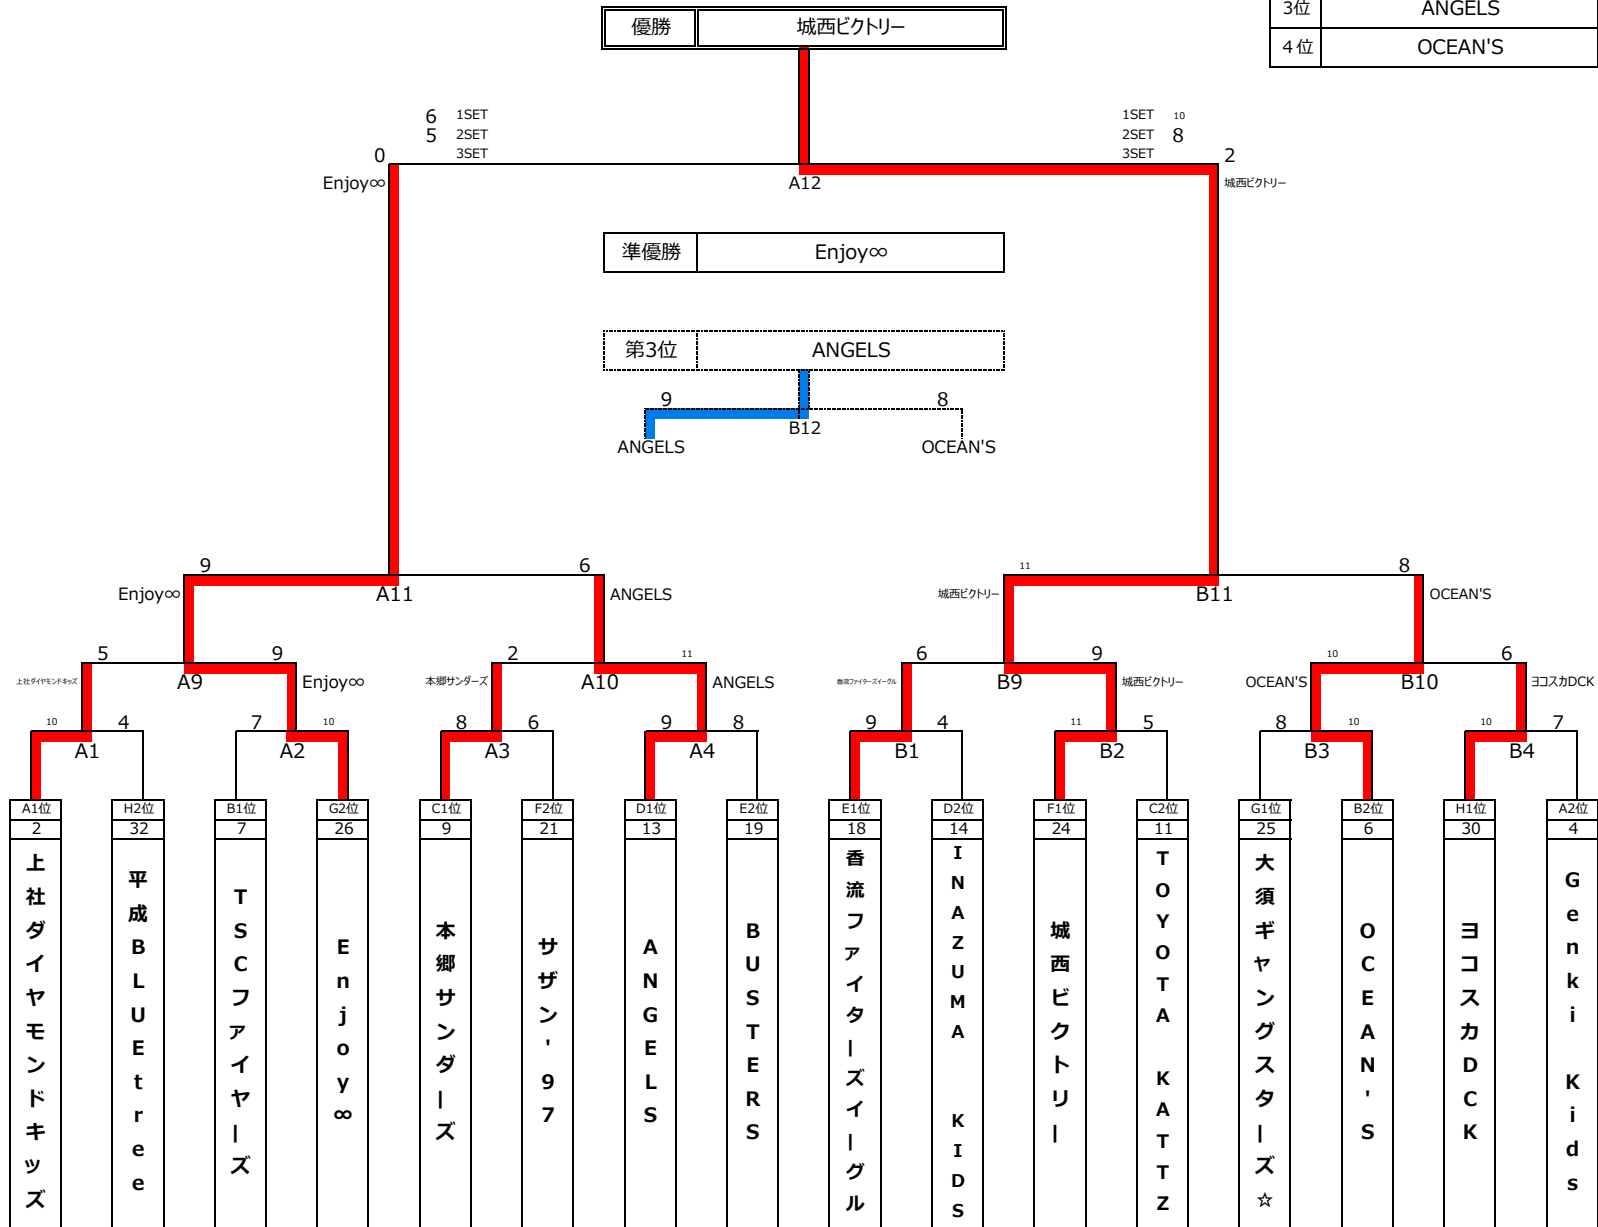 優勝 城西ビクトリー
3位 ANGELS
4位 OCEAN'S
6 1SET
5 2SET
3SET
0
1SET 10
2SET 8
3SET
2
Enjoy∞
A12
城西ビクトリー
準優勝 Enjoy∞
第3位 ANGELS
9 8
B12
ANGELS OCEAN'S
9 6 11 8
Enjoy∞ A11 ANGELS 城西ビクトリー B11 OCEAN'S
5 9 2 11 6 9 10 6
上社ダイヤモンドキッズ A9 Enjoy∞ 本郷サンダーズ A10 ANGELS 香流ファイターズイーグル B9 城西ビクトリー OCEAN'S B10 ヨコスカDCK
10 4 7 10 8 6 9 8 9 4 11 5 8 10 10 7
A1 A2 A3 A4 B1 B2 B3 B4
A1位 H2位 B1位 G2位 C1位 F2位 D1位 E2位 E1位 D2位 F1位 C2位 G1位 B2位 H1位 A2位
2 32 7 26 9 21 13 19 18 14 24 11 25 6 30 4
上社ダイヤモンドキッズ
平成BLUEtree
TSCファイヤーズ
Enjoy∞
本郷サンダーズ
サザン'97
ANGELS
BUSTERS
香流ファイターズイーグル
INAZUMA KIDS
城西ビクトリー
TOYOTA KATTZ
大須ギャングスターズ☆
OCEAN'S
ヨコスカDCK
Genki Kids